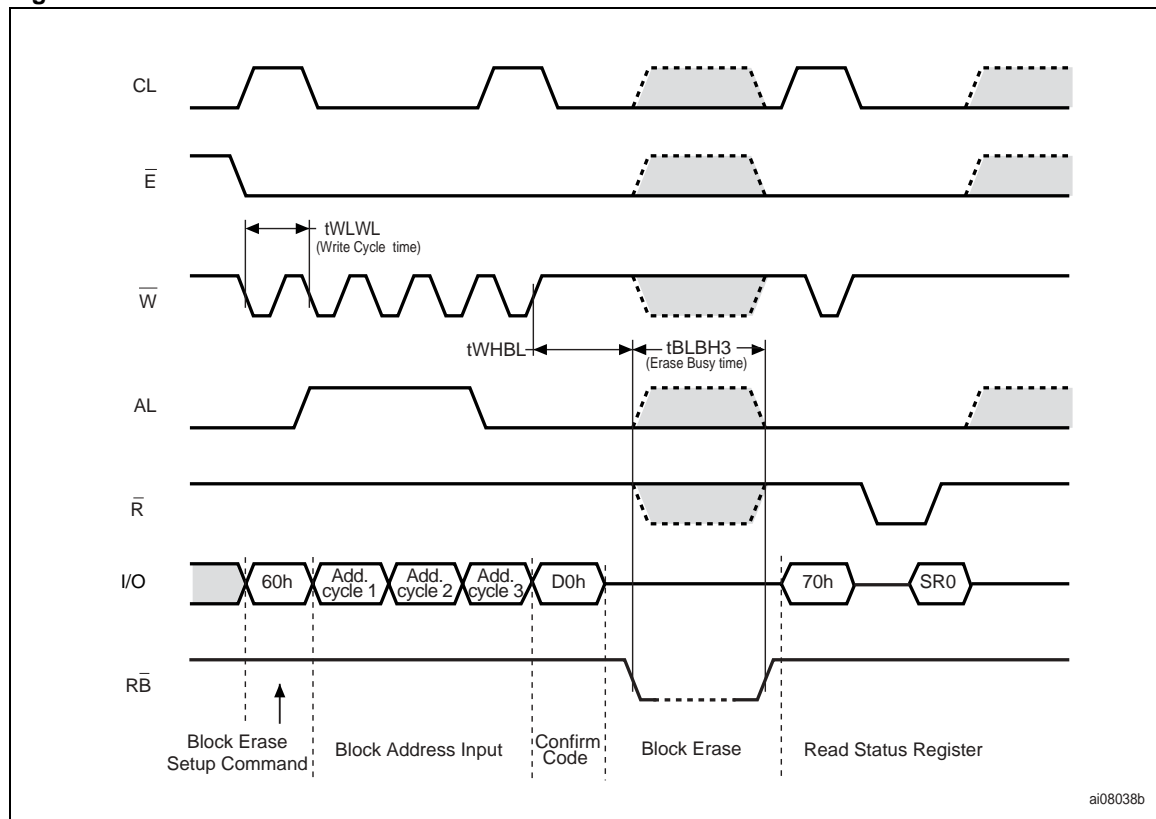 CL
E
tWLWL
(Write Cycle time)
W
tWHBL
tBLBH3
(Erase Busy time)
AL
R
I/O
60h
Add.
cycle 1
Add.
cycle 2
Add.
cycle 3
D0h
70h
SR0
RB
Block Erase
Setup Command
Block Address Input
Confirm
Code
Block Erase
Read Status Register
ai08038b